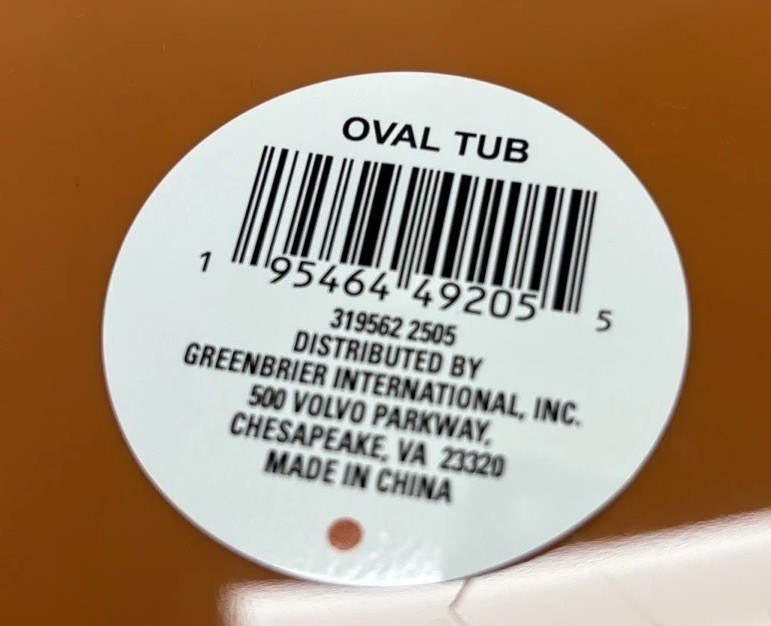 OVAL TUB
1 95464 49205 5
319562 2505
DISTRIBUTED BY
GREENBRIER INTERNATIONAL, INC.
500 VOLVO PARKWAY,
CHESAPEAKE, VA 23320
MADE IN CHINA